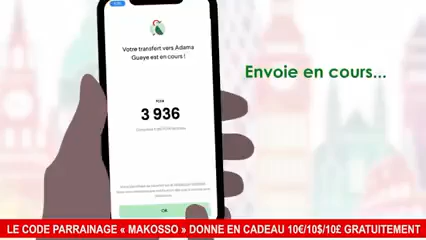 Votre transfert vers Adama
Gueye est en cours !
3 936
Envoie en cours...
OK
LE CODE PARRAINAGE « MAKOSSO » DONNE EN CADEAU 10€/10$/10£ GRATUITEMENT